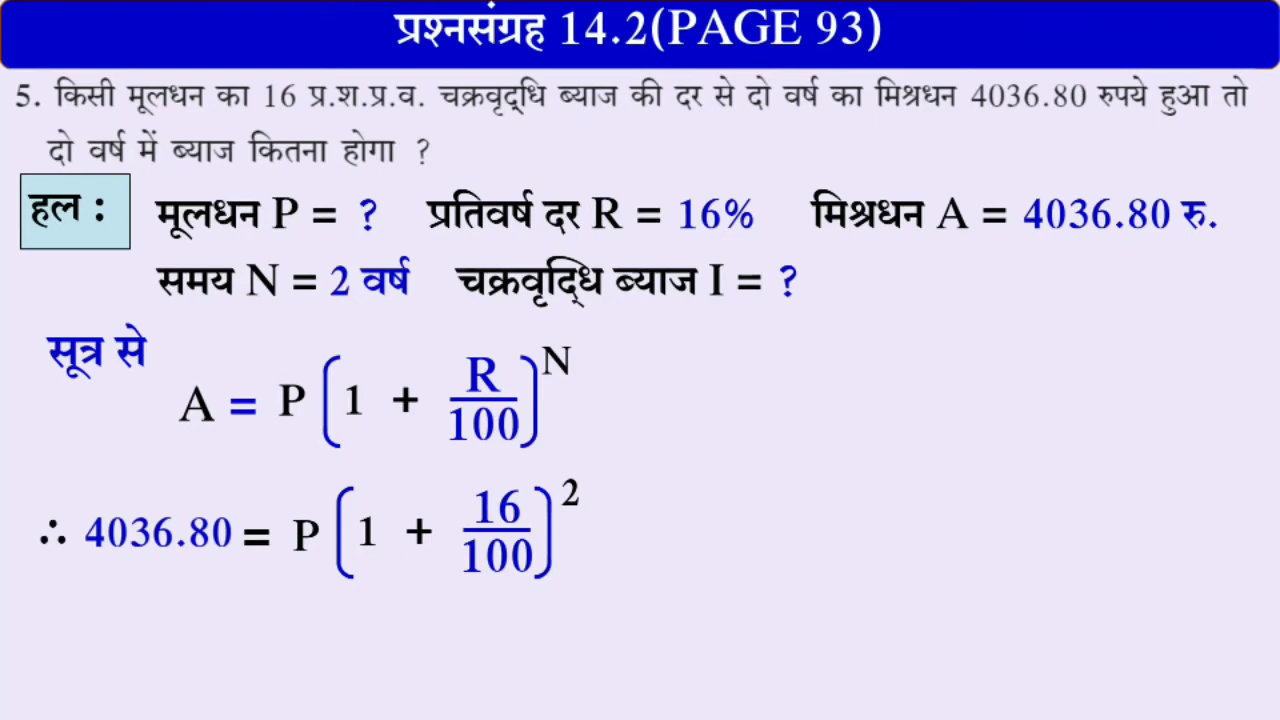 प्रश्नसंग्रह 14.2(PAGE 93)
5. किसी मूलधन का 16 प्र.श.प्र.व. चक्रवृद्धि ब्याज की दर से दो वर्ष का मिश्रधन 4036.80 रुपये हुआ तो
दो वर्ष में ब्याज कितना होगा ?
हल : मूलधन P = ? प्रतिवर्ष दर R = 16% मिश्रधन A = 4036.80 रु.
समय N = 2 वर्ष चक्रवृद्धि ब्याज I = ?
सूत्र से
A = P (1 + R/100)^N
∴ 4036.80 = P (1 + 16/100)^2